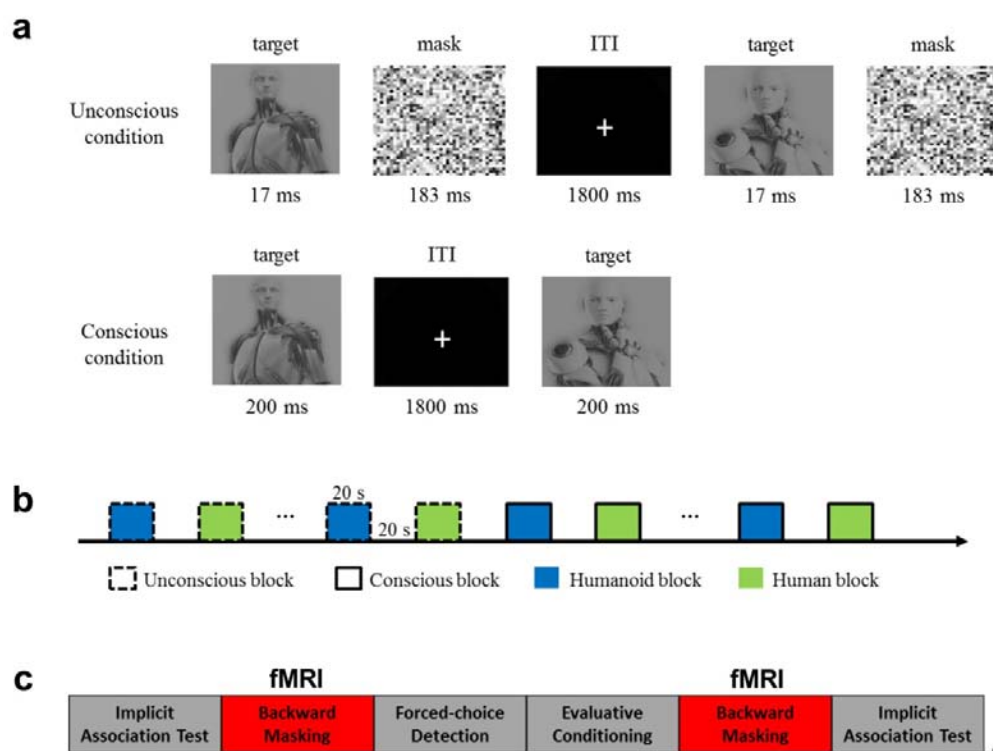 a
target mask ITI target mask
Unconscious
condition
17 ms 183 ms 1800 ms 17 ms 183 ms
target ITI target
Conscious
condition
200 ms 1800 ms 200 ms
b
20 s
...
...
20 s
Unconscious block Conscious block Humanoid block Human block
c
fMRI fMRI
Implicit Backward Forced-choice Evaluative Backward Implicit
Association Test Masking Detection Conditioning Masking Association Test